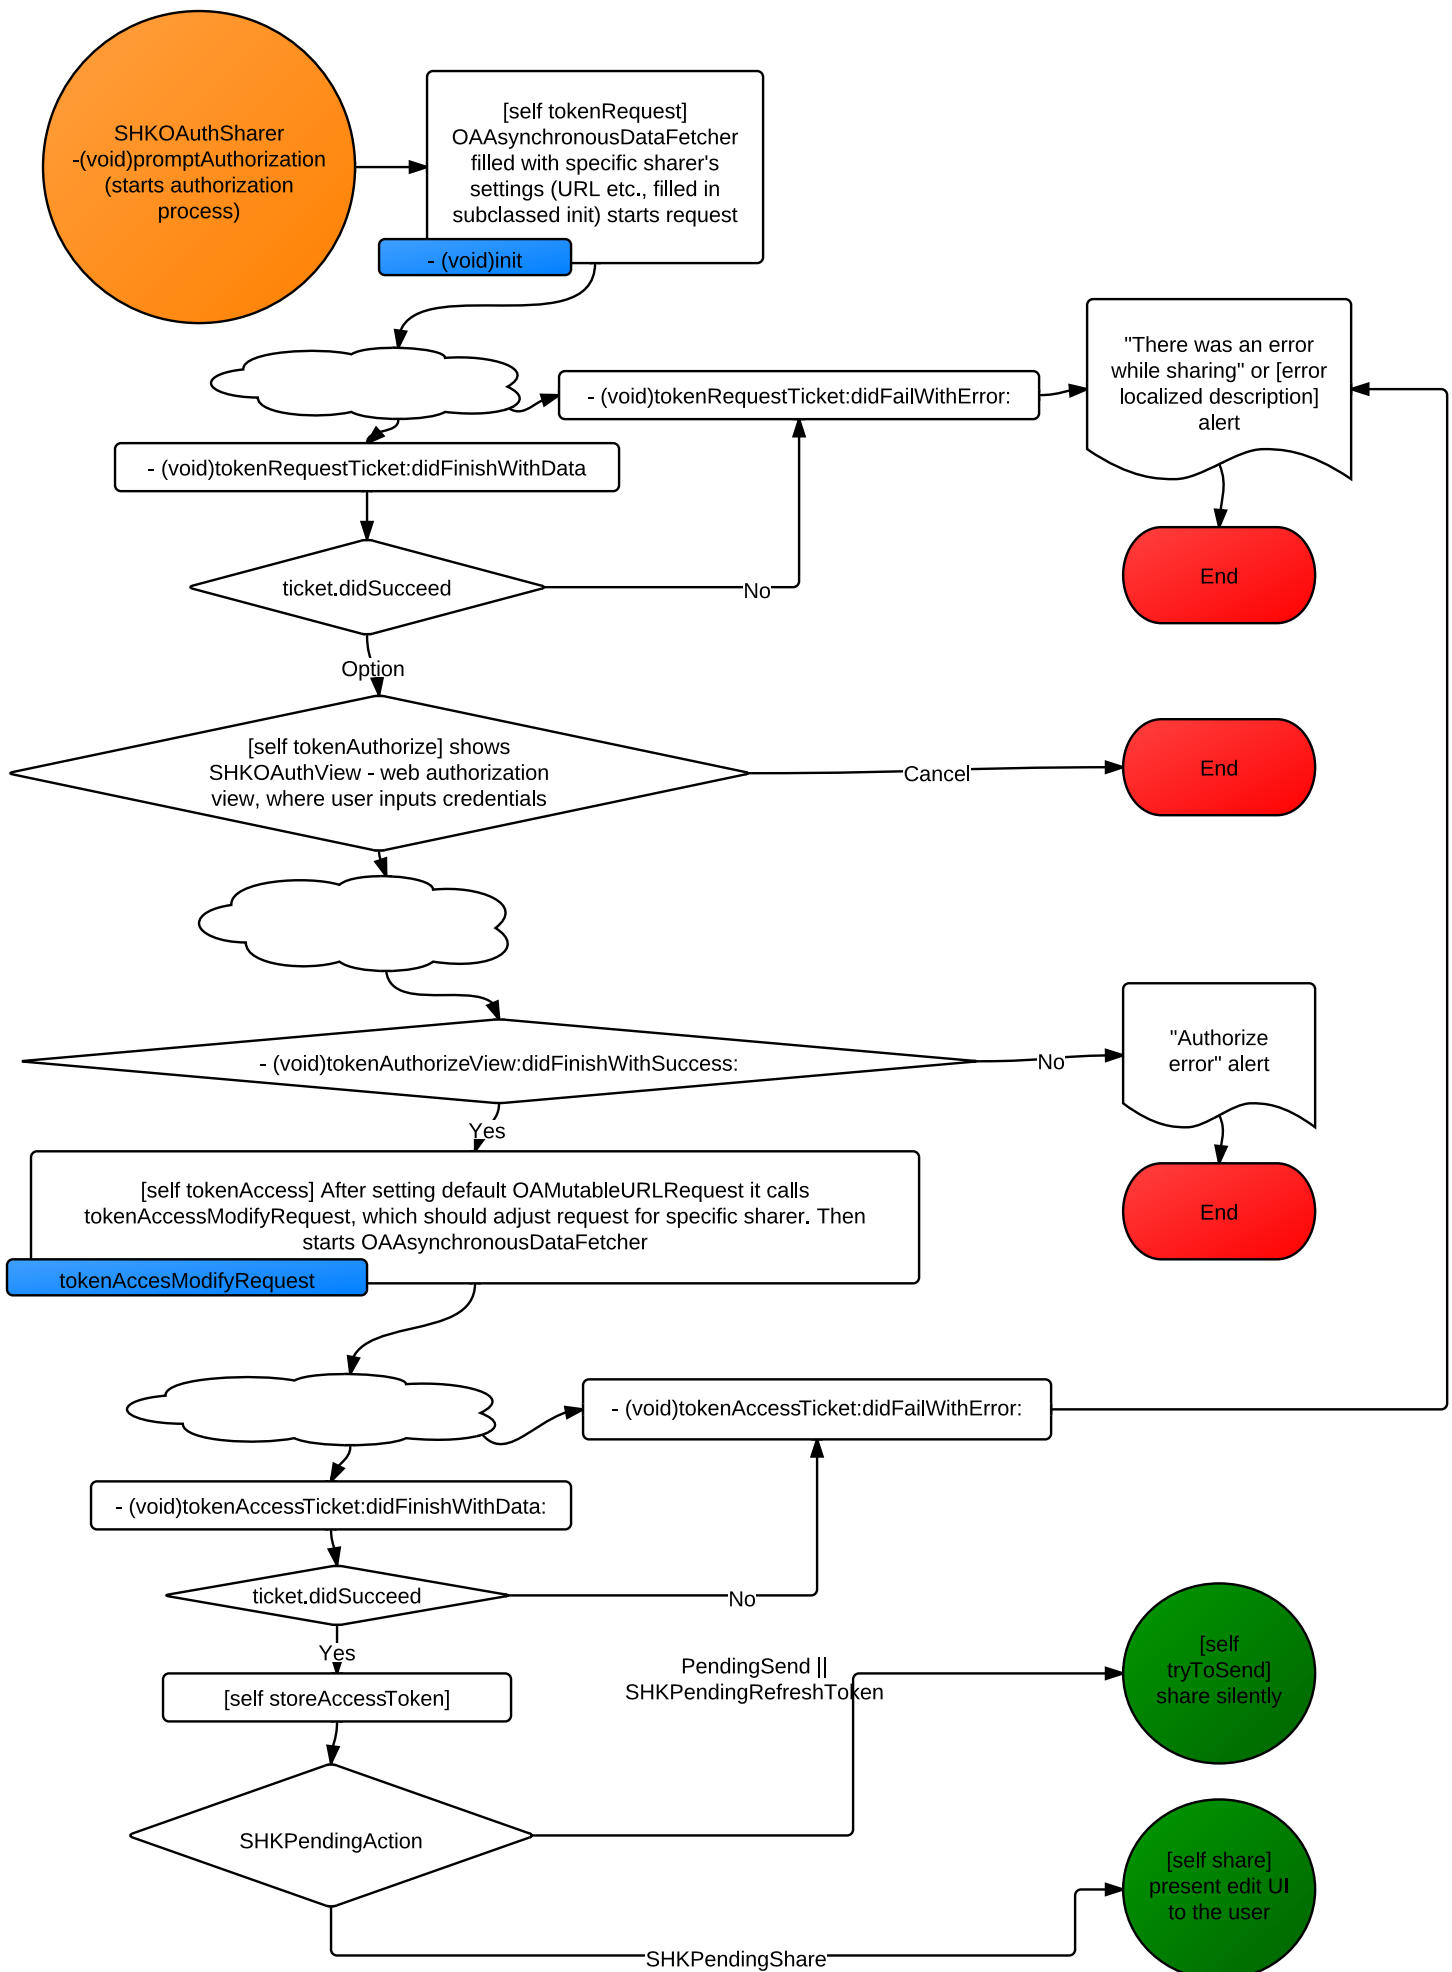 SHKOAuthSharer
-(void)promptAuthorization
(starts authorization
process)
[self tokenRequest]
OAAsynchronousDataFetcher
filled with specific sharer's
settings (URL etc., filled in
subclassed init) starts request
- (void)init
"There was an error
while sharing" or [error
localized description]
alert
- (void)tokenRequestTicket:didFailWithError:
- (void)tokenRequestTicket:didFinishWithData
ticket.didSucceed
No
End
Option
[self tokenAuthorize] shows
SHKOAuthView - web authorization
view, where user inputs credentials
Cancel
End
- (void)tokenAuthorizeView:didFinishWithSuccess:
No
"Authorize
error" alert
Yes
[self tokenAccess] After setting default OAMutableURLRequest it calls
tokenAccessModifyRequest, which should adjust request for specific sharer. Then
starts OAAsynchronousDataFetcher
tokenAccesModifyRequest
End
- (void)tokenAccessTicket:didFailWithError:
- (void)tokenAccessTicket:didFinishWithData:
ticket.didSucceed
No
Yes
[self storeAccessToken]
PendingSend ||
SHKPendingRefreshToken
[self
tryToSend]
share silently
SHKPendingAction
[self share]
present edit UI
to the user
SHKPendingShare